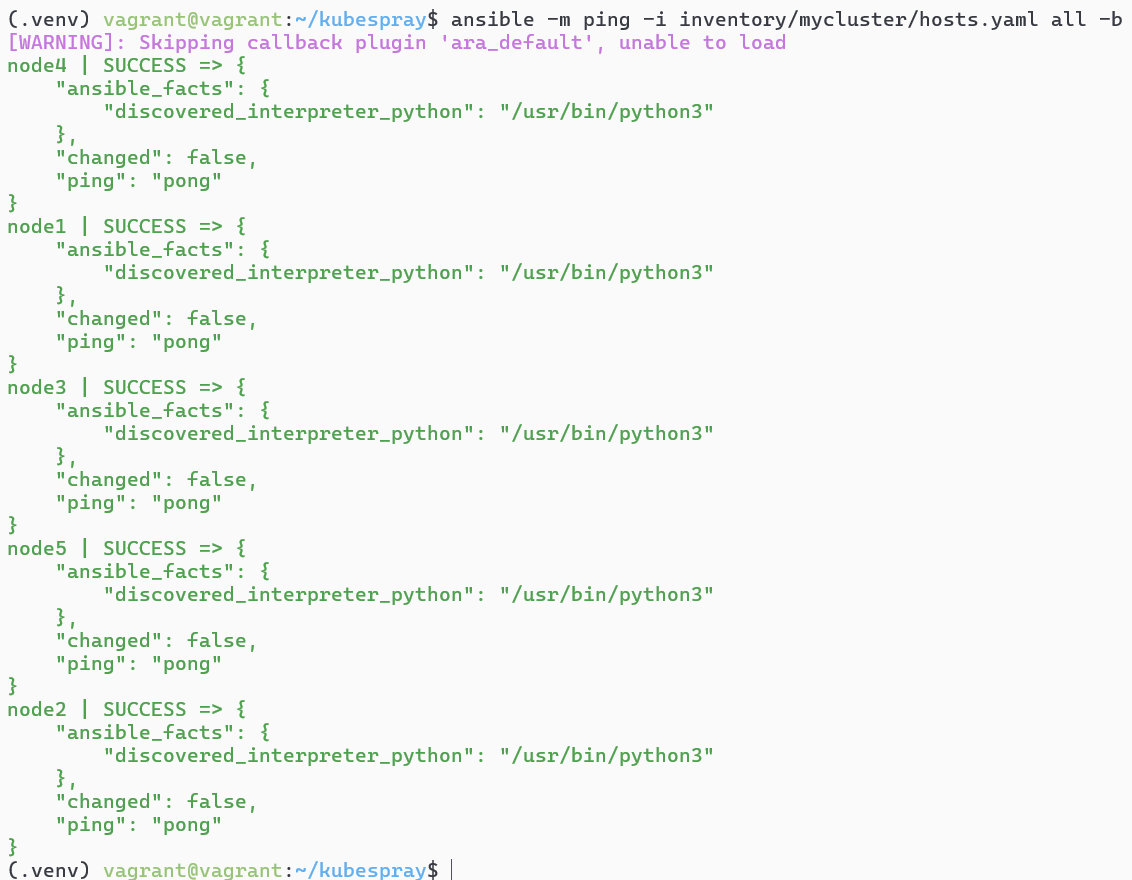 (.venv) vagrant@vagrant:~/kubespray$ ansible -m ping -i inventory/mycluster/hosts.yaml all -b
[WARNING]: Skipping callback plugin 'ara_default', unable to load
node4 | SUCCESS => {
    "ansible_facts": {
        "discovered_interpreter_python": "/usr/bin/python3"
    },
    "changed": false,
    "ping": "pong"
}
node1 | SUCCESS => {
    "ansible_facts": {
        "discovered_interpreter_python": "/usr/bin/python3"
    },
    "changed": false,
    "ping": "pong"
}
node3 | SUCCESS => {
    "ansible_facts": {
        "discovered_interpreter_python": "/usr/bin/python3"
    },
    "changed": false,
    "ping": "pong"
}
node5 | SUCCESS => {
    "ansible_facts": {
        "discovered_interpreter_python": "/usr/bin/python3"
    },
    "changed": false,
    "ping": "pong"
}
node2 | SUCCESS => {
    "ansible_facts": {
        "discovered_interpreter_python": "/usr/bin/python3"
    },
    "changed": false,
    "ping": "pong"
}
(.venv) vagrant@vagrant:~/kubespray$